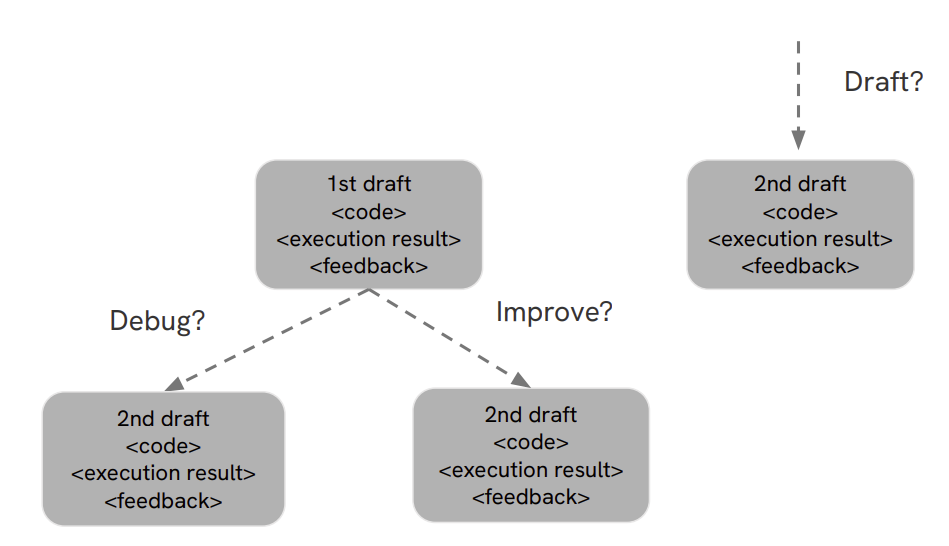 Draft?
1st draft
<code>
<execution result>
<feedback>
2nd draft
<code>
<execution result>
<feedback>
Debug?
Improve?
2nd draft
<code>
<execution result>
<feedback>
2nd draft
<code>
<execution result>
<feedback>